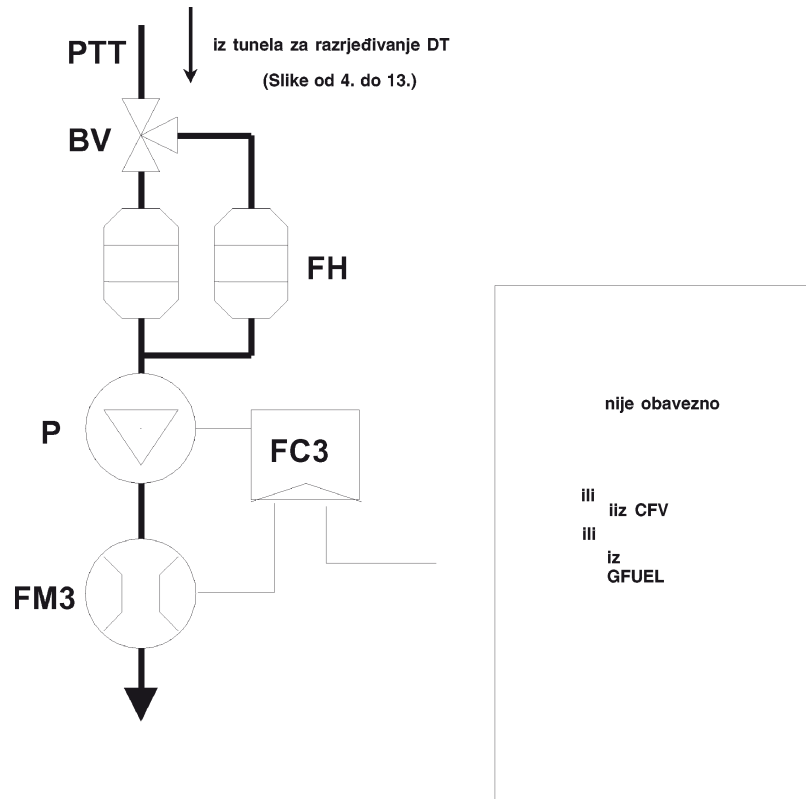 PTT
iz tunela za razrjeđivanje DT
(Slike od 4. do 13.)
BV
FH
nije obavezno
P
FC3
ili
iiz CFV
ili
iz
GFUEL
FM3